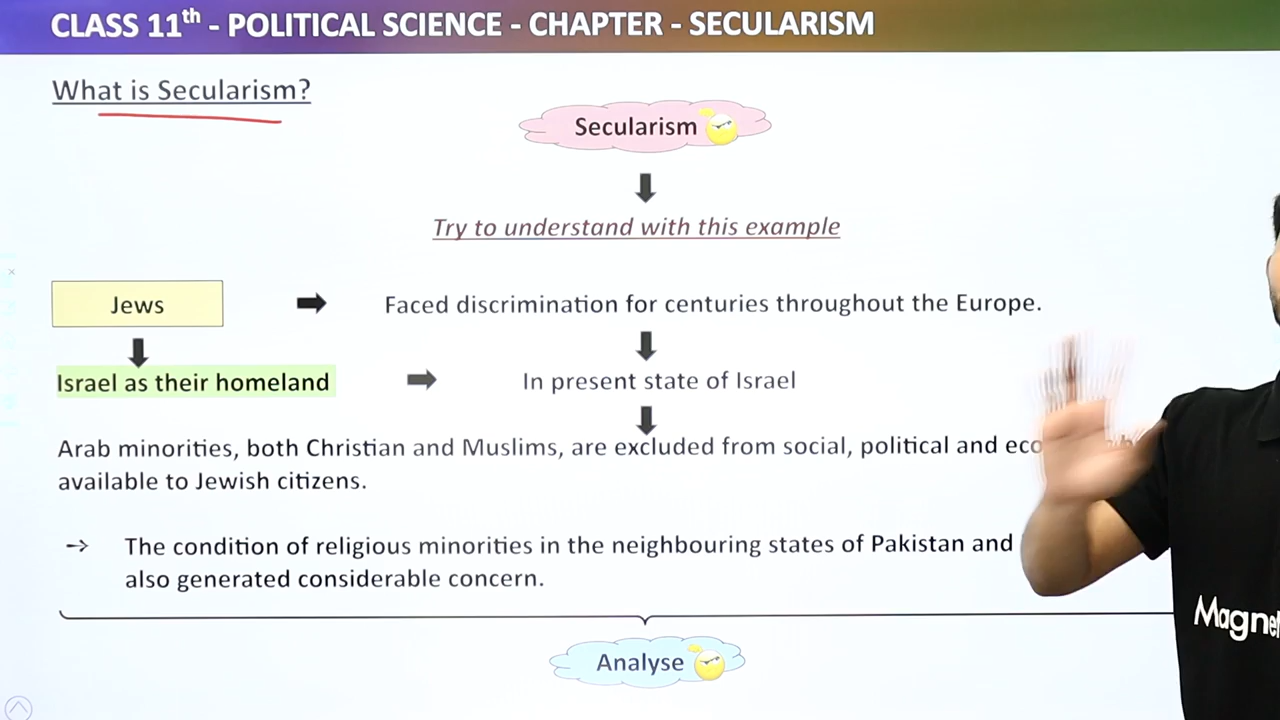 CLASS 11th - POLITICAL SCIENCE - CHAPTER - SECULARISM
What is Secularism?
Secularism
Try to understand with this example
Jews
Faced discrimination for centuries throughout the Europe.
Israel as their homeland
In present state of Israel
Arab minorities, both Christian and Muslims, are excluded from social, political and
available to Jewish citizens.
The condition of religious minorities in the neighbouring states of Pakistan and
also generated considerable concern.
Analyse